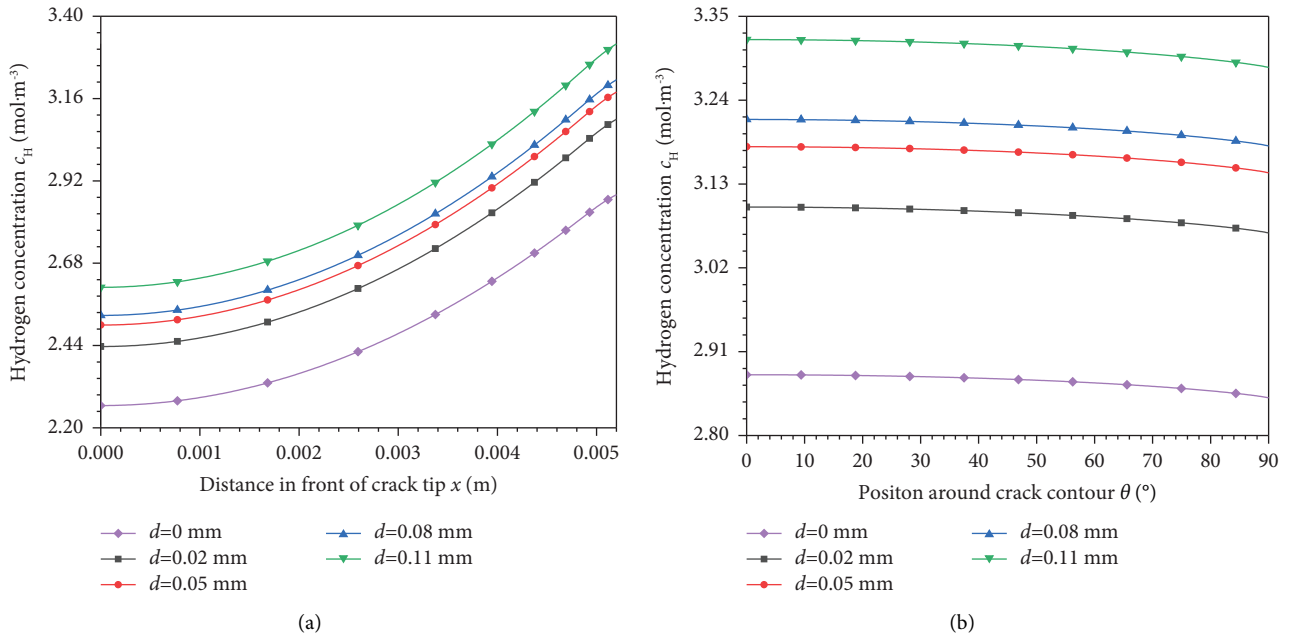 3.40
3.16
2.92
2.68
2.44
2.20
Hydrogen concentration c_H (mol·m⁻³)
0.000 0.001 0.002 0.003 0.004 0.005
Distance in front of crack tip x (m)
d=0 mm
d=0.02 mm
d=0.05 mm
d=0.08 mm
d=0.11 mm
(a)
3.35
3.24
3.13
3.02
2.91
2.80
Hydrogen concentration c_H (mol·m⁻³)
0 10 20 30 40 50 60 70 80 90
Positon around crack contour θ (°)
d=0 mm
d=0.02 mm
d=0.05 mm
d=0.08 mm
d=0.11 mm
(b)